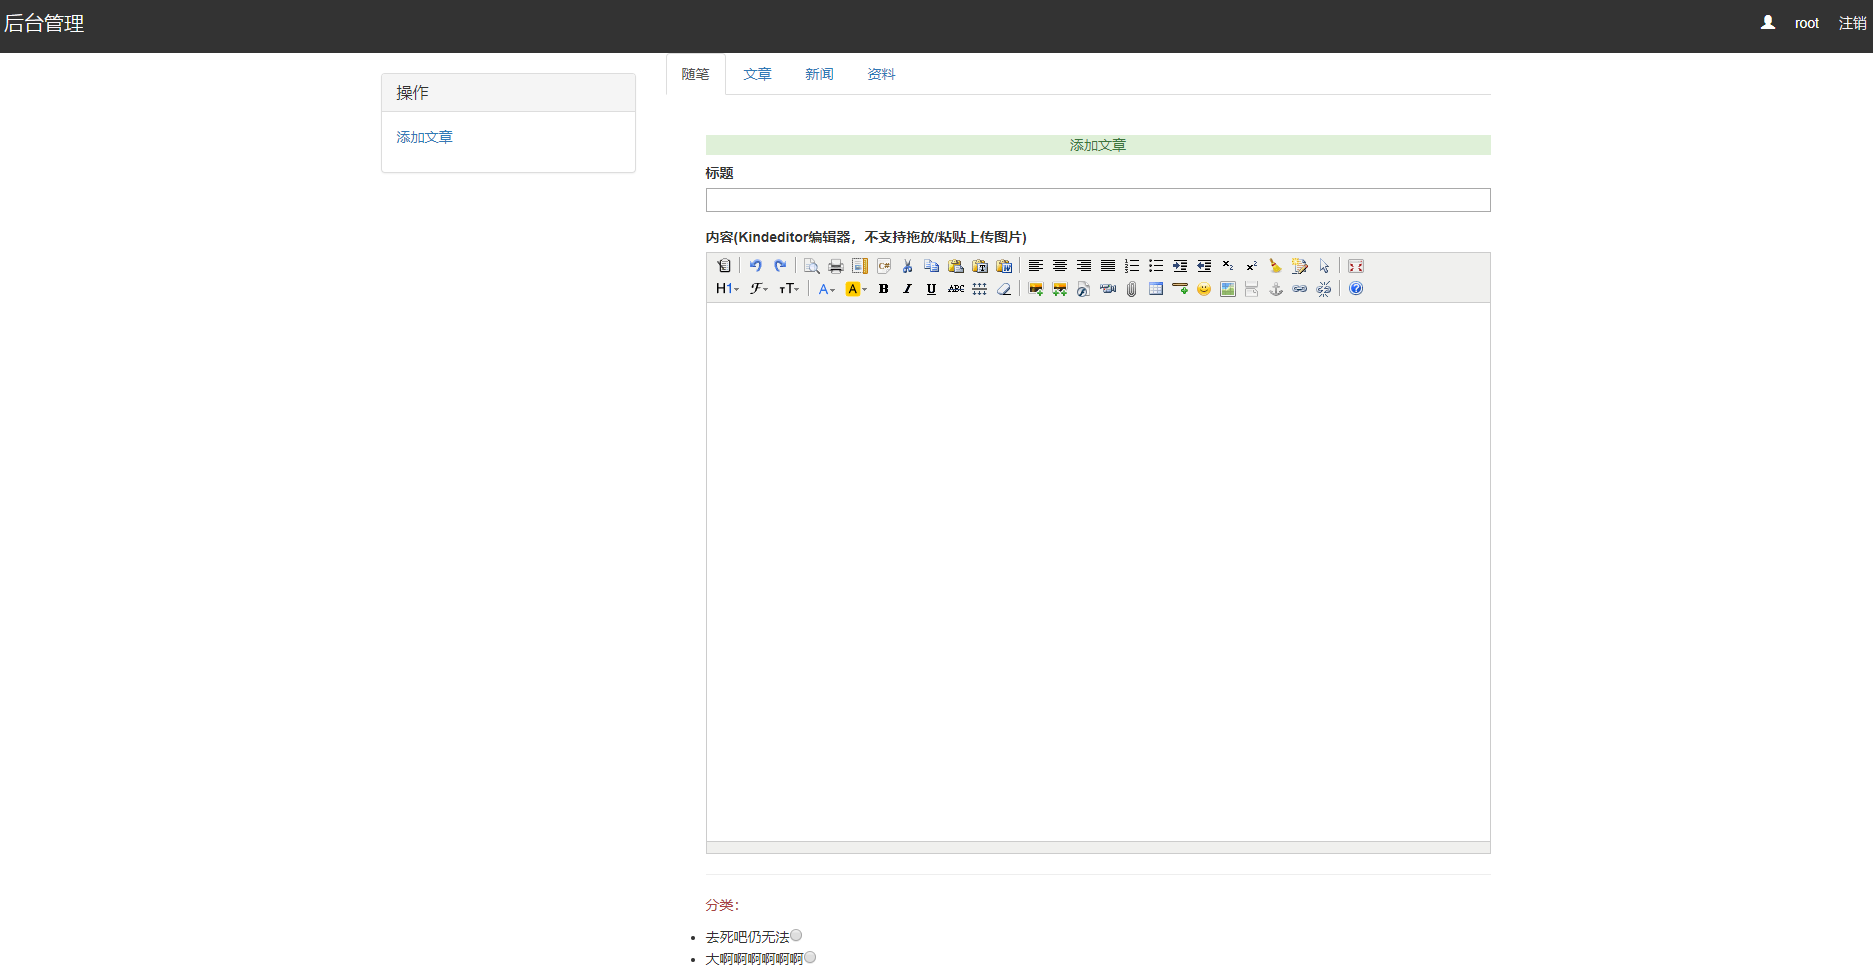 后台管理
root 注销
随笔 文章 新闻 资料
操作
添加文章
添加文章
标题
内容(Kindeditor编辑器，不支持拖放/粘贴上传图片)
H1 F TT A A B I U ABC
分类：
去死吧仍无法
大啊啊啊啊啊啊